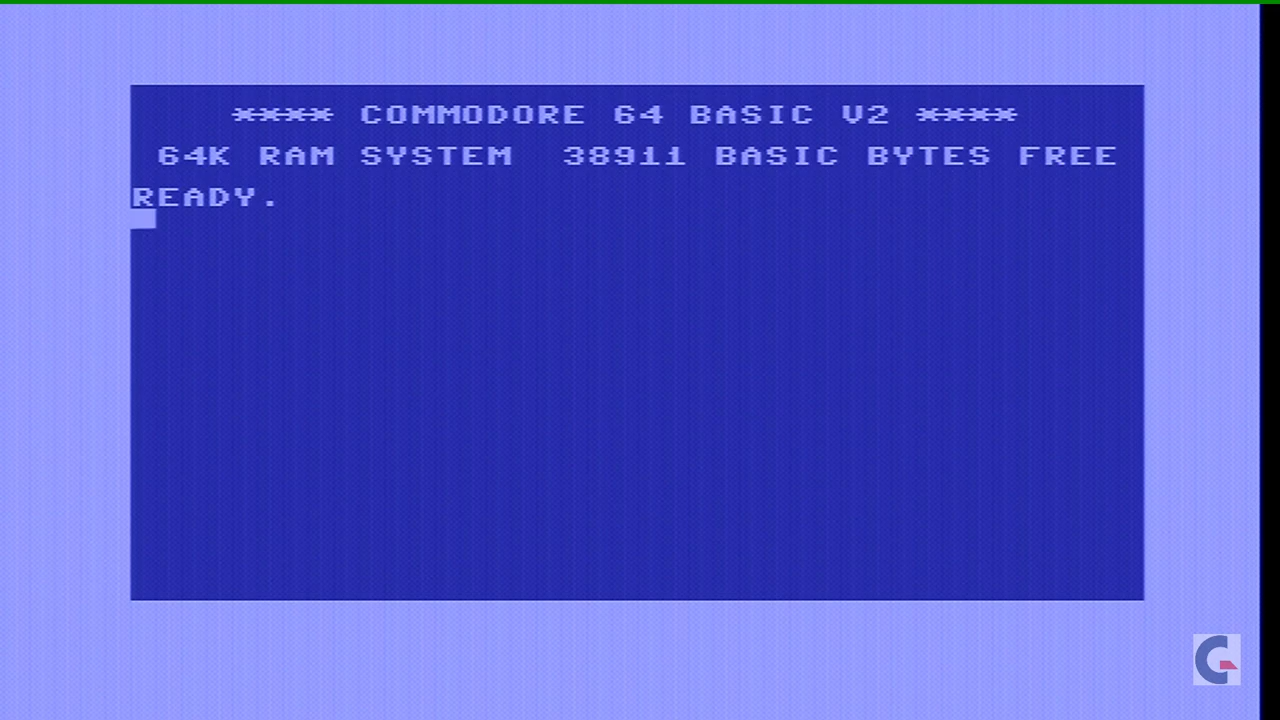 **** COMMODORE 64 BASIC V2 ****
64K RAM SYSTEM  38911 BASIC BYTES FREE
READY.